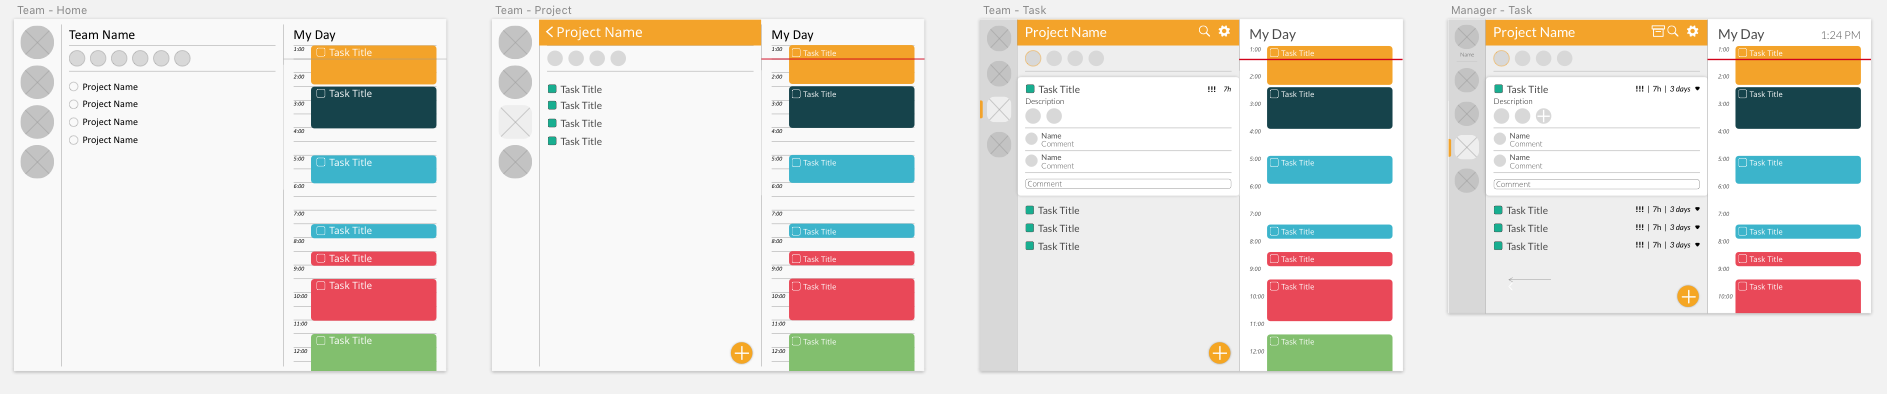 Team - Home
Team Name
Project Name
Project Name
Project Name
Project Name
My Day
1:00
Task Title
2:00
Task Title
3:00
4:00
5:00
Task Title
6:00
7:00
Task Title
8:00
Task Title
9:00
Task Title
10:00
11:00
Task Title
12:00
Team - Project
Project Name
Task Title
Task Title
Task Title
Task Title
My Day
1:00
Task Title
2:00
Task Title
3:00
4:00
5:00
Task Title
6:00
7:00
Task Title
8:00
Task Title
9:00
Task Title
10:00
11:00
Task Title
12:00
Team - Task
Project Name
Task Title !!! 7h
Description
Name
Comment
Name
Comment
Comment
Task Title
Task Title
Task Title
My Day
1:00
Task Title
2:00
Task Title
3:00
4:00
5:00
Task Title
6:00
7:00
Task Title
8:00
Task Title
9:00
Task Title
10:00
11:00
Task Title
12:00
Manager - Task
Name
Project Name
Task Title !!! | 7h | 3 days
Description
Name
Comment
Name
Comment
Comment
Task Title !!! | 7h | 3 days
Task Title !!! | 7h | 3 days
Task Title !!! | 7h | 3 days
My Day 1:24 PM
1:00
Task Title
2:00
Task Title
3:00
4:00
5:00
Task Title
6:00
7:00
Task Title
8:00
Task Title
9:00
Task Title
10:00